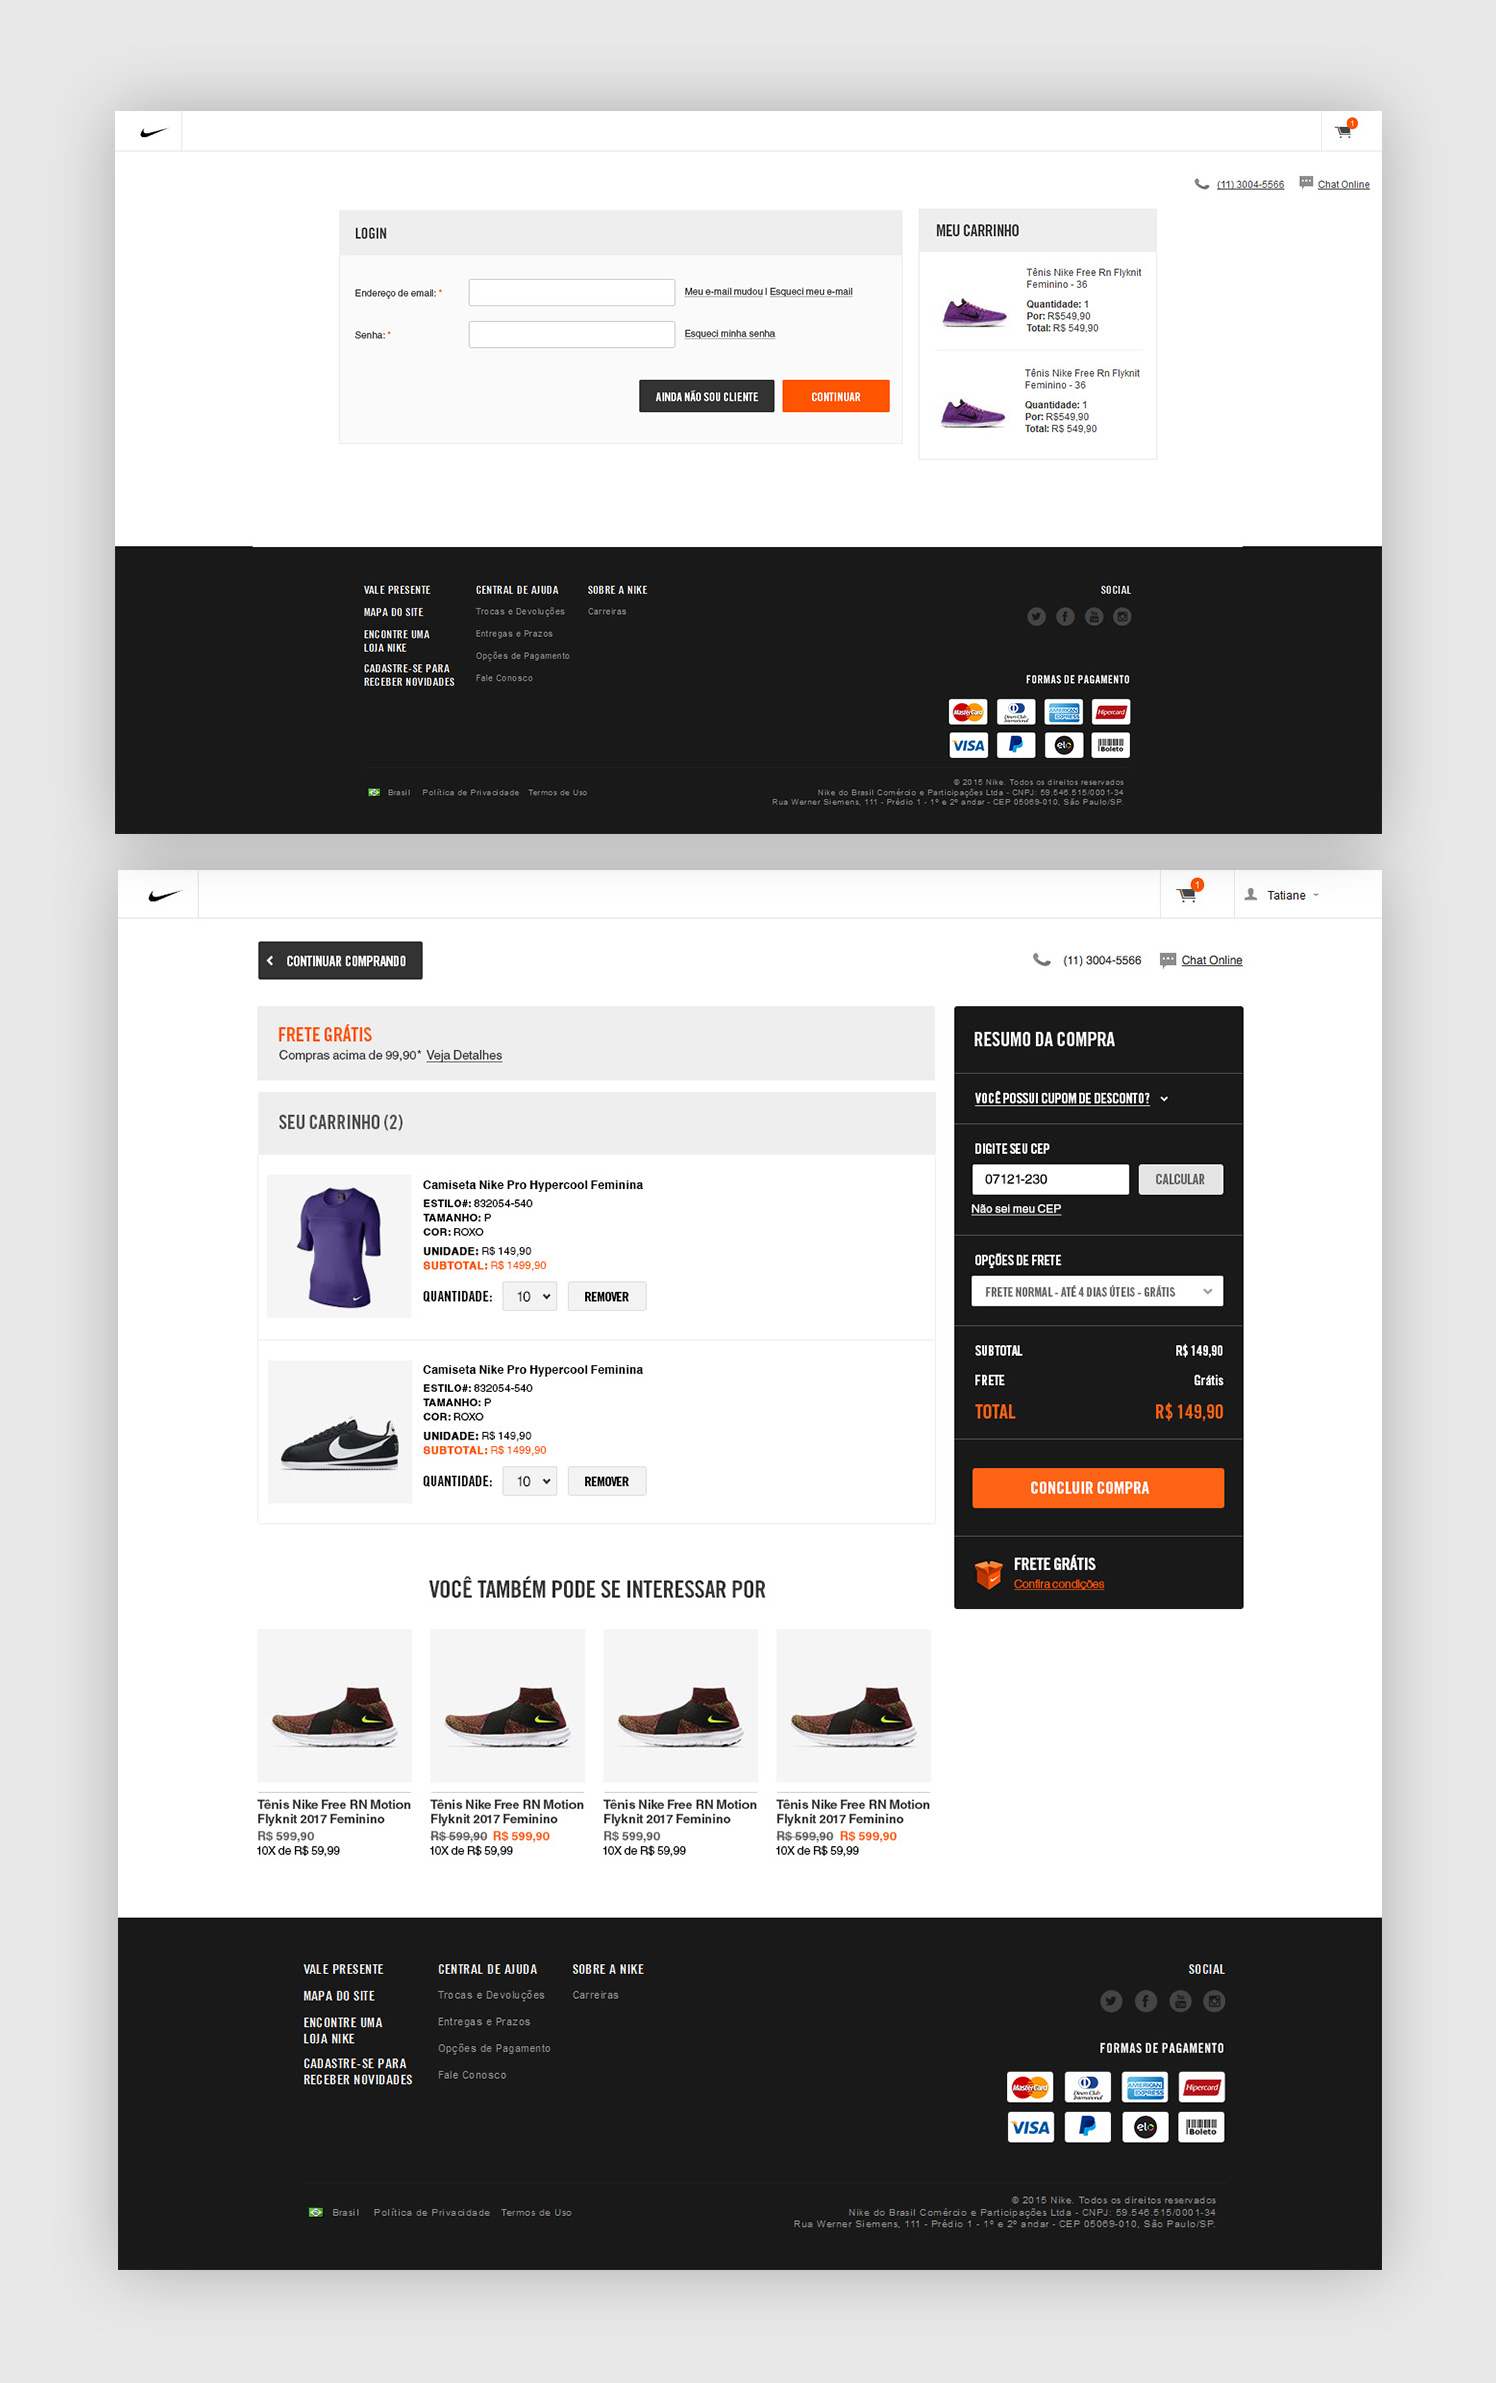 1
(11) 3004-5566 Chat Online
LOGIN
Endereço de email: *
Meu e-mail mudou | Esqueci meu e-mail
Senha: *
Esqueci minha senha
AINDA NÃO SOU CLIENTE
CONTINUAR
MEU CARRINHO
Tênis Nike Free Rn Flyknit
Feminino - 36
Quantidade: 1
Por: R$549,90
Total: R$ 549,90
Tênis Nike Free Rn Flyknit
Feminino - 36
Quantidade: 1
Por: R$549,90
Total: R$ 549,90
VALE PRESENTE
MAPA DO SITE
ENCONTRE UMA
LOJA NIKE
CADASTRE-SE PARA
RECEBER NOVIDADES
CENTRAL DE AJUDA
Trocas e Devoluções
Entregas e Prazos
Opções de Pagamento
Fale Conosco
SOBRE A NIKE
Carreiras
SOCIAL
You Tube
FORMAS DE PAGAMENTO
MasterCard
Diners Club International
AMERICAN EXPRESS
Hipercard
VISA
elo
Boleto
Brasil Política de Privacidade Termos de Uso
© 2015 Nike. Todos os direitos reservados
Nike do Brasil Comércio e Participações Ltda - CNPJ: 59.546.515/0001-34
Rua Werner Siemens, 111 - Prédio 1 - 1º e 2º andar - CEP 05069-010, São Paulo/SP.
1
Tatiane
CONTINUAR COMPRANDO
(11) 3004-5566 Chat Online
FRETE GRÁTIS
Compras acima de 99,90* Veja Detalhes
SEU CARRINHO (2)
Camiseta Nike Pro Hypercool Feminina
ESTILO#: 832054-540
TAMANHO: P
COR: ROXO
UNIDADE: R$ 149,90
SUBTOTAL: R$ 1499,90
QUANTIDADE: 10 REMOVER
Camiseta Nike Pro Hypercool Feminina
ESTILO#: 832054-540
TAMANHO: P
COR: ROXO
UNIDADE: R$ 149,90
SUBTOTAL: R$ 1499,90
QUANTIDADE: 10 REMOVER
RESUMO DA COMPRA
VOCÊ POSSUI CUPOM DE DESCONTO?
DIGITE SEU CEP
07121-230 CALCULAR
Não sei meu CEP
OPÇÕES DE FRETE
FRETE NORMAL - ATÉ 4 DIAS ÚTEIS - GRÁTIS
SUBTOTAL R$ 149,90
FRETE Grátis
TOTAL R$ 149,90
CONCLUIR COMPRA
FRETE GRÁTIS
Confira condições
VOCÊ TAMBÉM PODE SE INTERESSAR POR
Tênis Nike Free RN Motion
Flyknit 2017 Feminino
R$ 599,90
10X de R$ 59,99
Tênis Nike Free RN Motion
Flyknit 2017 Feminino
R$ 599,90 R$ 599,90
10X de R$ 59,99
Tênis Nike Free RN Motion
Flyknit 2017 Feminino
R$ 599,90
10X de R$ 59,99
Tênis Nike Free RN Motion
Flyknit 2017 Feminino
R$ 599,90 R$ 599,90
10X de R$ 59,99
VALE PRESENTE
MAPA DO SITE
ENCONTRE UMA
LOJA NIKE
CADASTRE-SE PARA
RECEBER NOVIDADES
CENTRAL DE AJUDA
Trocas e Devoluções
Entregas e Prazos
Opções de Pagamento
Fale Conosco
SOBRE A NIKE
Carreiras
SOCIAL
You Tube
FORMAS DE PAGAMENTO
MasterCard
Diners Club International
AMERICAN EXPRESS
Hipercard
VISA
elo
Boleto
Brasil Política de Privacidade Termos de Uso
© 2015 Nike. Todos os direitos reservados
Nike do Brasil Comércio e Participações Ltda - CNPJ: 59.546.515/0001-34
Rua Werner Siemens, 111 - Prédio 1 - 1º e 2º andar - CEP 05069-010, São Paulo/SP.